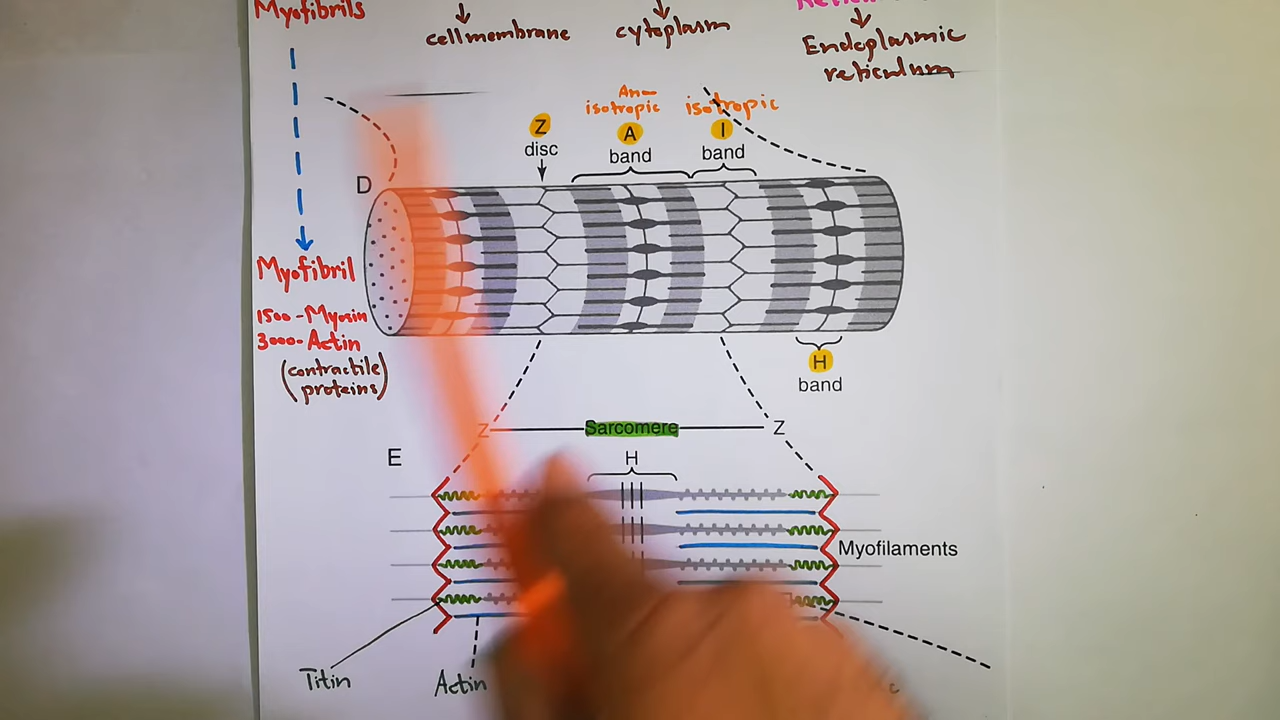 Myofibrils
cellmembrane
cytoplasm
Endoplasmic
reticulum
An-
isotropic
isotropic
Z
disc
A
band
I
band
D
Myofibril
1500-Myosin
3000-Actin
(contractile
proteins)
H
band
Z
Sarcomere
Z
E
H
Myofilaments
Titin
Actin